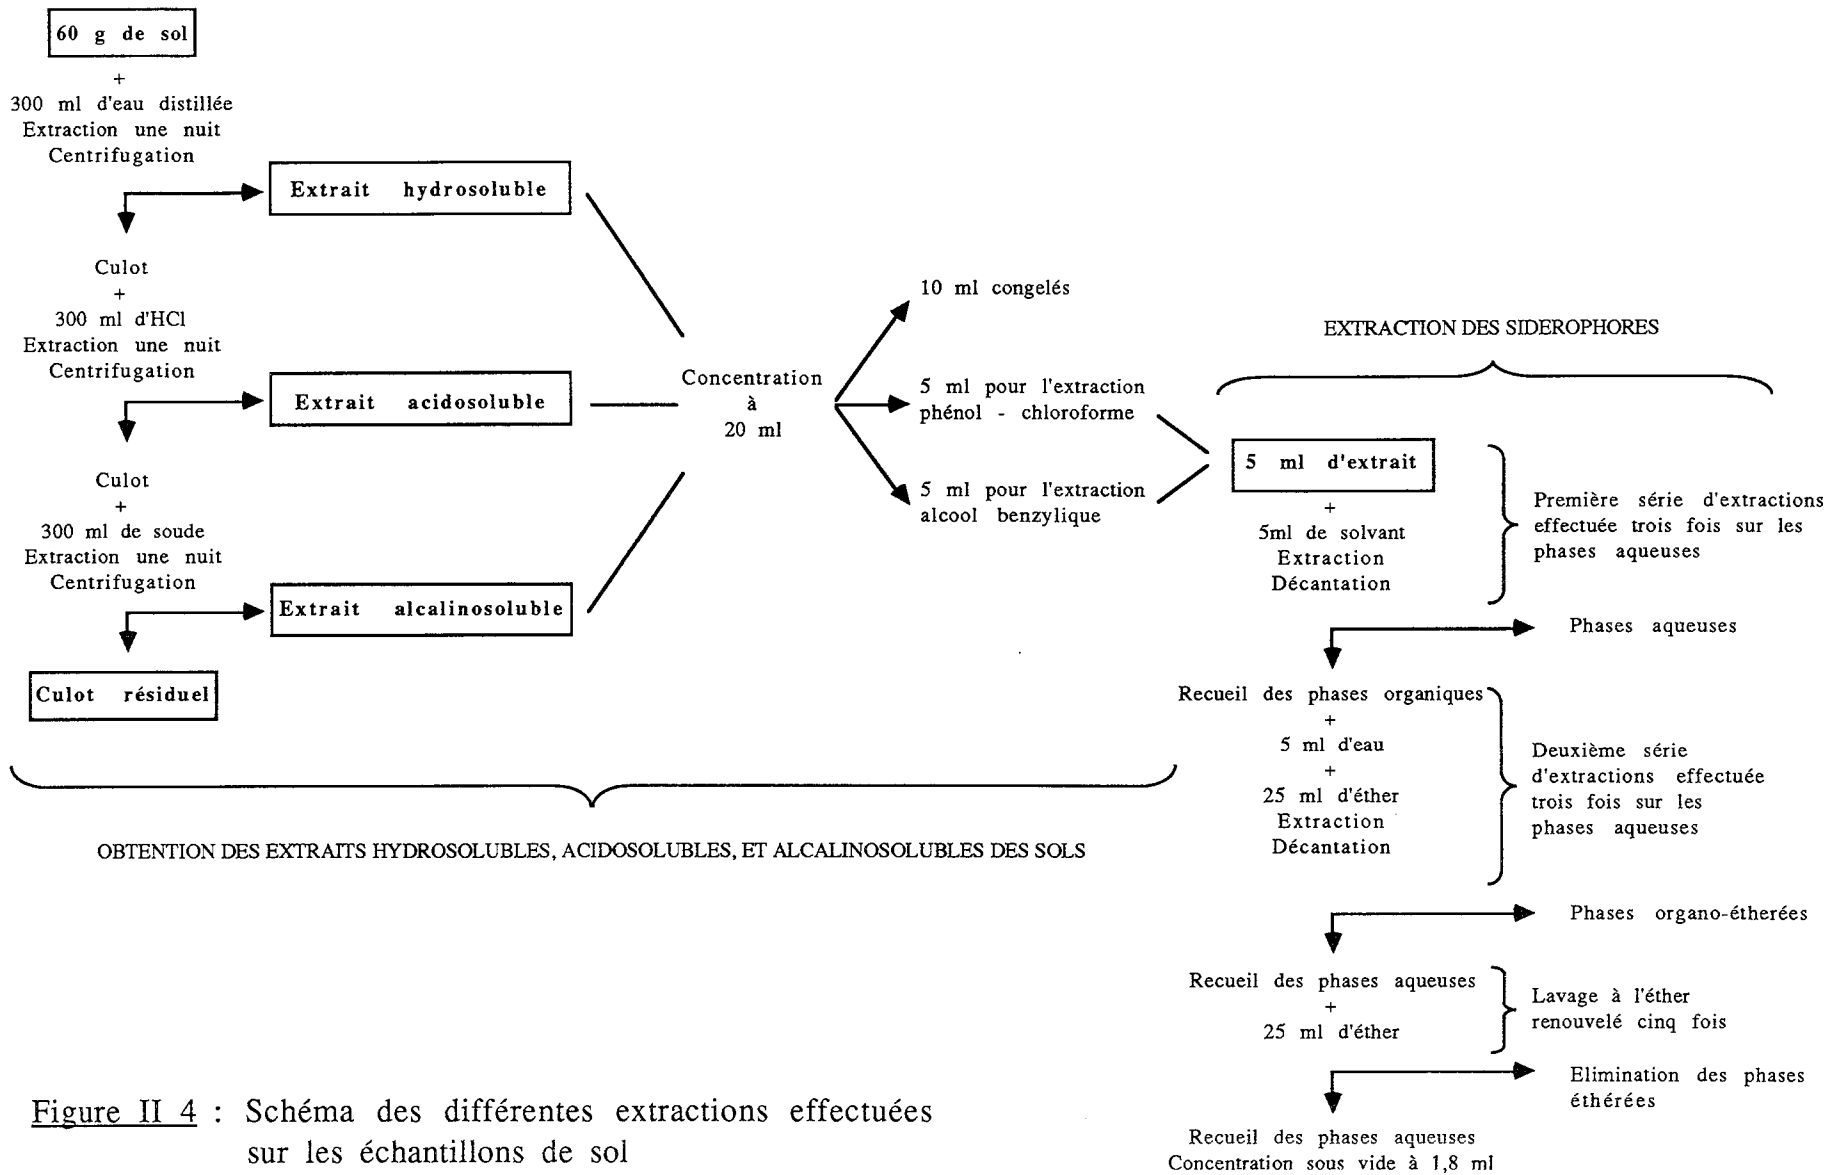 60 g de sol
+
300 ml d'eau distillée
Extraction une nuit
Centrifugation
Extrait hydrosoluble
Culot
+
300 ml d'HCl
Extraction une nuit
Centrifugation
Extrait acidosoluble
Culot
+
300 ml de soude
Extraction une nuit
Centrifugation
Extrait alcalinosoluble
Culot résiduel
Concentration
à
20 ml
10 ml congelés
5 ml pour l'extraction
phénol - chloroforme
5 ml pour l'extraction
alcool benzylique
OBTENTION DES EXTRAITS HYDROSOLUBLES, ACIDOSOLUBLES, ET ALCALINOSOLUBLES DES SOLS
EXTRACTION DES SIDEROPHORES
5 ml d'extrait
+
5ml de solvant
Extraction
Décantation
Première série d'extractions
effectuée trois fois sur les
phases aqueuses
Phases aqueuses
Recueil des phases organiques
+
5 ml d'eau
+
25 ml d'éther
Extraction
Décantation
Deuxième série
d'extractions effectuée
trois fois sur les
phases aqueuses
Phases organo-étherées
Recueil des phases aqueuses
+
25 ml d'éther
Lavage à l'éther
renouvelé cinq fois
Elimination des phases
éthérées
Recueil des phases aqueuses
Concentration sous vide à 1,8 ml
Figure II 4 : Schéma des différentes extractions effectuées
sur les échantillons de sol